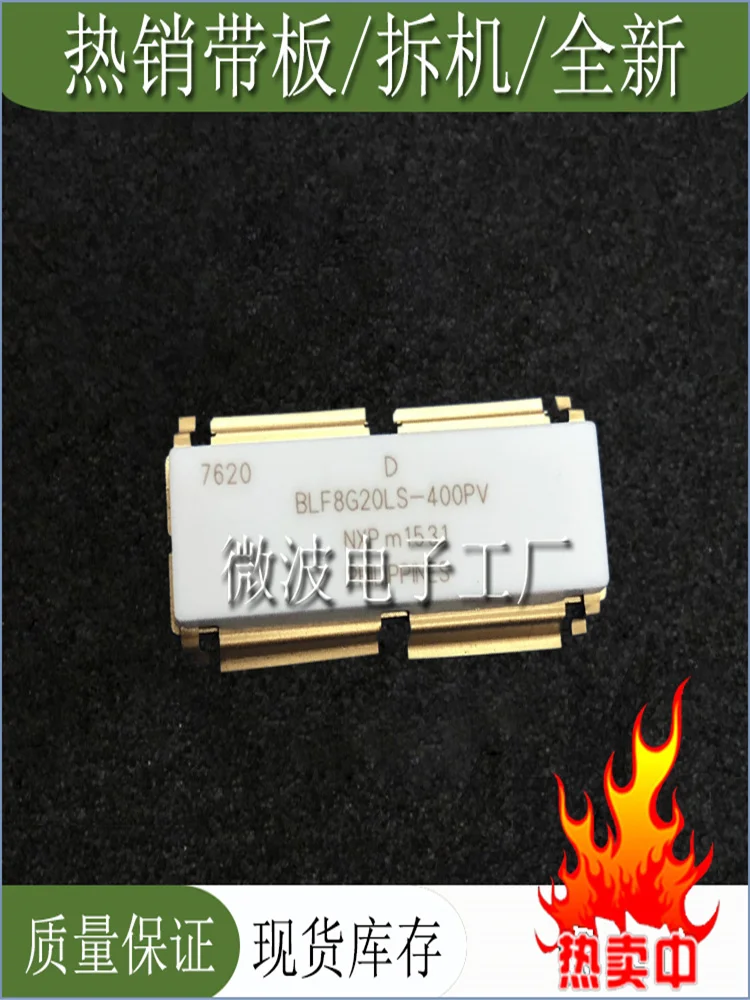 热销带板/拆机/全新
7620
D
BLF8G20LS-400PV
NXP m1531
微波电子工厂
PHILIPPINES
质量保证
现货库存
热卖中